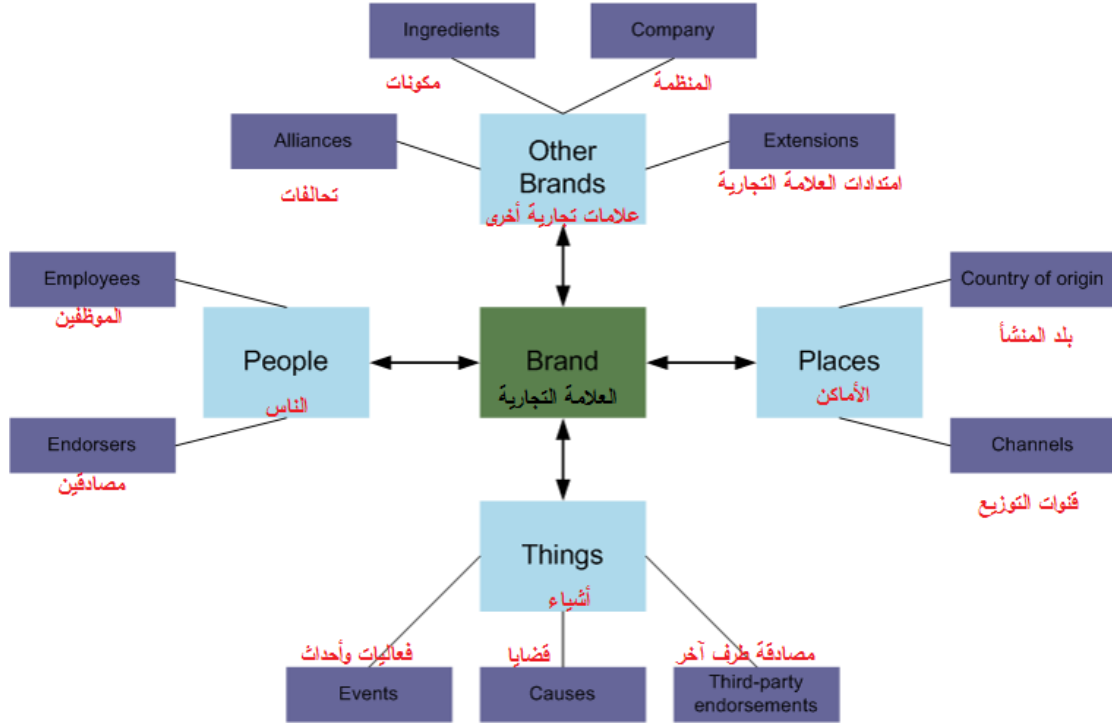 Ingredients
مكونات
Company
المنظمة
Alliances
تحالفات
Other
Brands
علامات تجارية أخرى
Extensions
امتدادات العلامة التجارية
Employees
الموظفين
People
الناس
Endorsers
مصادقين
Brand
العلامة التجارية
Places
الأماكن
Country of origin
بلد المنشأ
Channels
قنوات التوزيع
Things
أشياء
فعاليات وأحداث
Events
قضايا
Causes
مصادقة طرف آخر
Third-party
endorsements